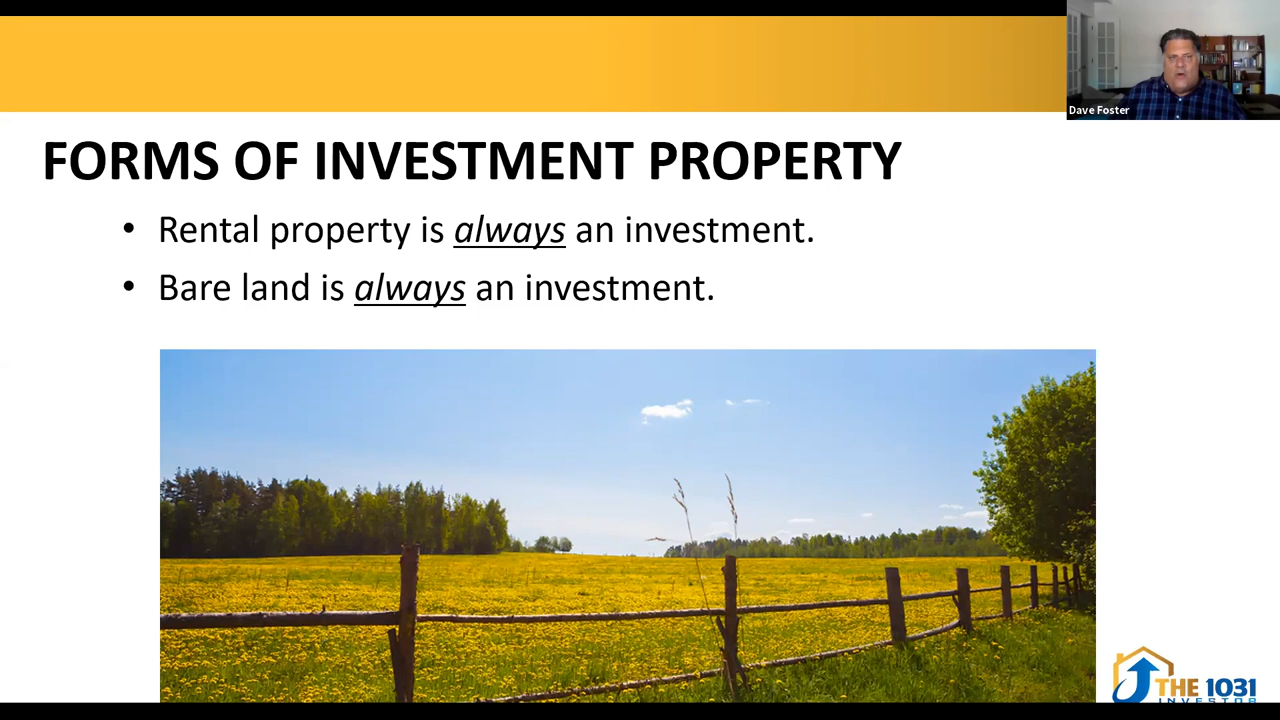 Dave Foster
FORMS OF INVESTMENT PROPERTY
• Rental property is always an investment.
• Bare land is always an investment.
THE 1031
INVESTOR